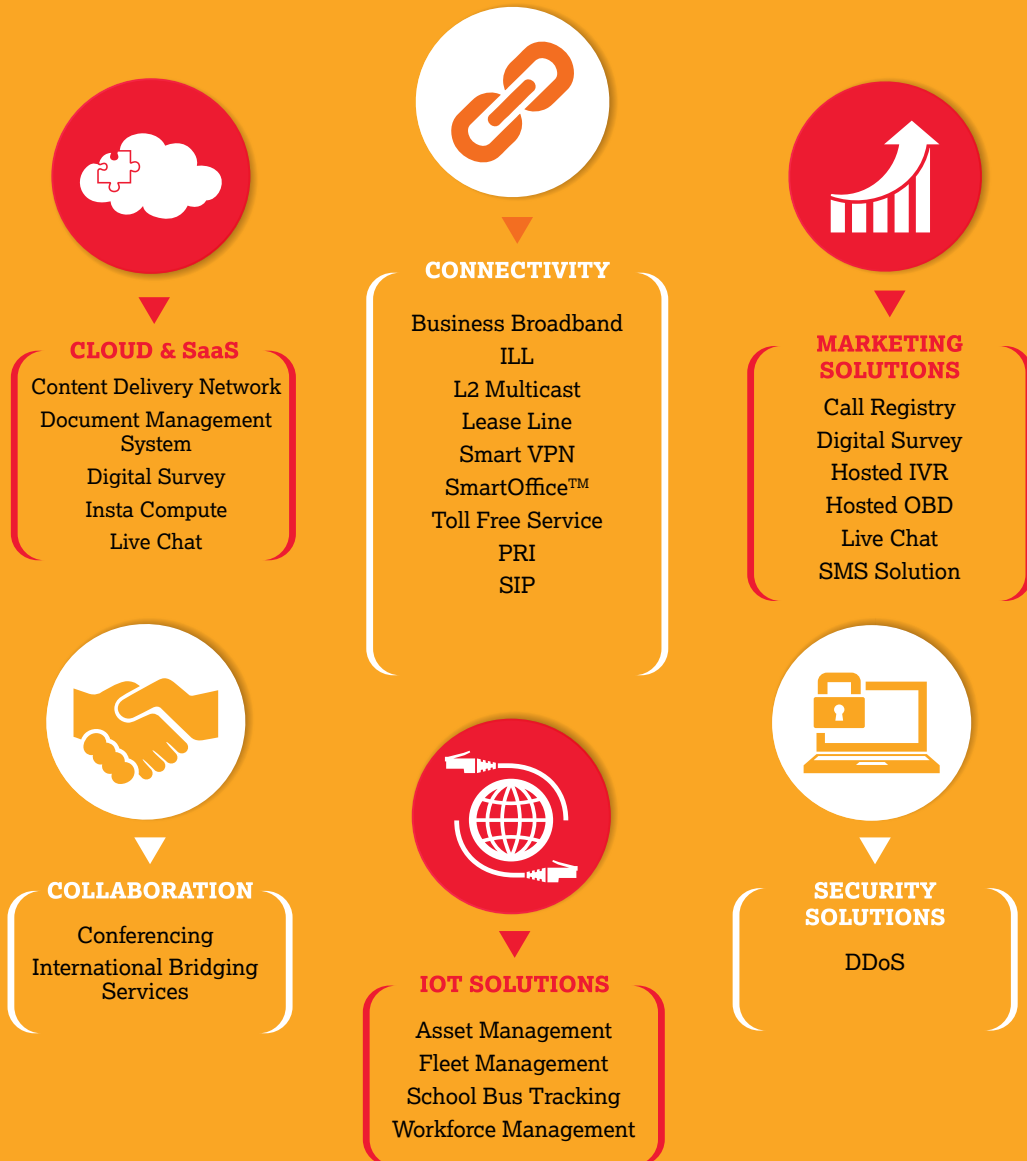 CLOUD & SaaS
Content Delivery Network
Document Management
System
Digital Survey
Insta Compute
Live Chat
CONNECTIVITY
Business Broadband
ILL
L2 Multicast
Lease Line
Smart VPN
SmartOffice™
Toll Free Service
PRI
SIP
MARKETING
SOLUTIONS
Call Registry
Digital Survey
Hosted IVR
Hosted OBD
Live Chat
SMS Solution
COLLABORATION
Conferencing
International Bridging
Services
IOT SOLUTIONS
Asset Management
Fleet Management
School Bus Tracking
Workforce Management
SECURITY
SOLUTIONS
DDoS